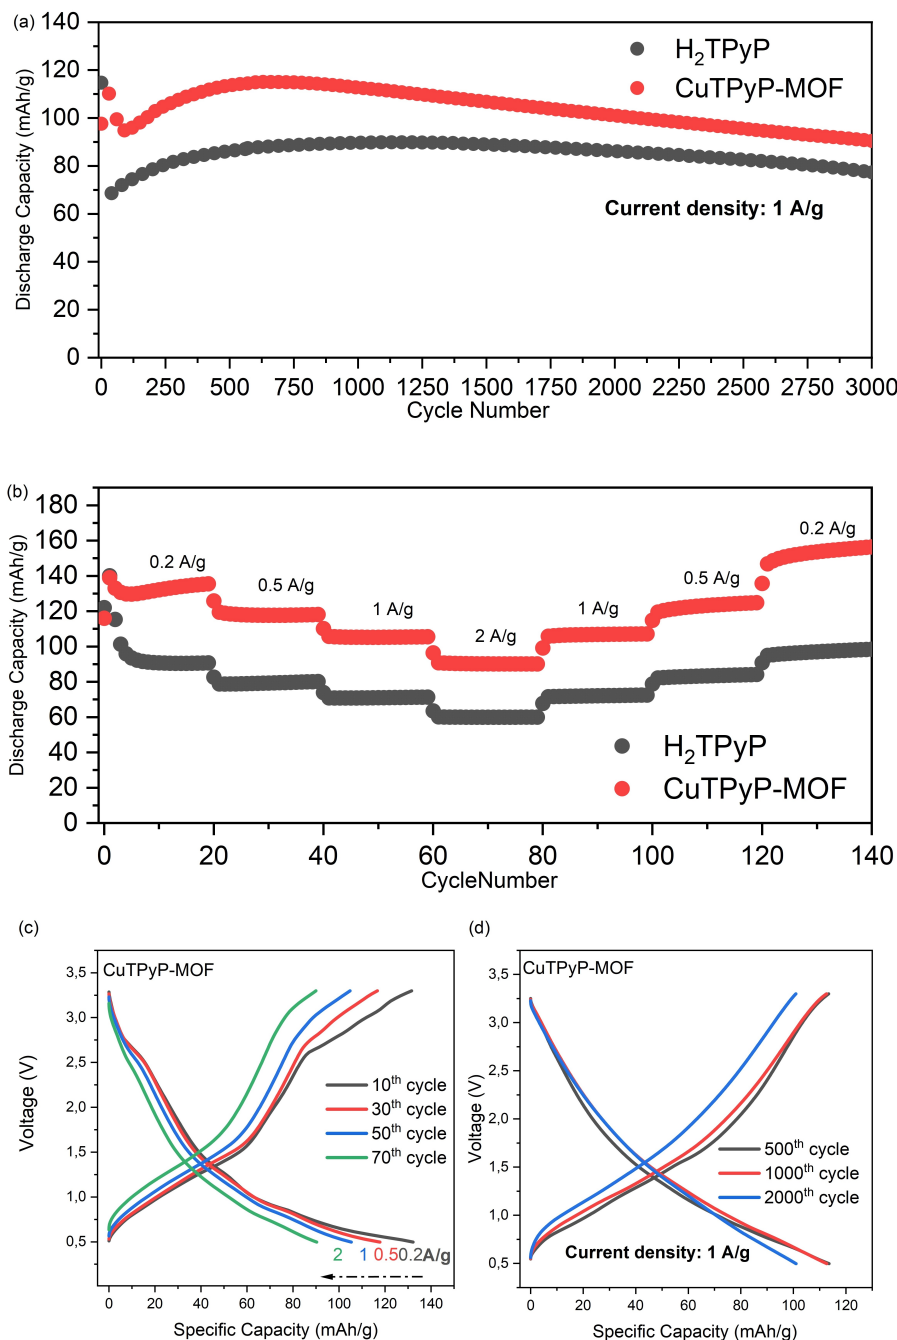 (a)
140
120
100
80
60
40
20
0
Discharge Capacity (mAh/g)
H₂TPyP
CuTPyP-MOF
Current density: 1 A/g
0 250 500 750 1000 1250 1500 1750 2000 2250 2500 2750 3000
Cycle Number
(b)
180
160
140
120
100
80
60
40
20
0
Discharge Capacity (mAh/g)
0.2 A/g
0.5 A/g
1 A/g
2 A/g
1 A/g
0.5 A/g
0.2 A/g
H₂TPyP
CuTPyP-MOF
0 20 40 60 80 100 120 140
CycleNumber
(c)
CuTPyP-MOF
3,5
3,0
2,5
2,0
1,5
1,0
0,5
Voltage (V)
10th cycle
30th cycle
50th cycle
70th cycle
2 1 0.5 0.2 A/g
0 20 40 60 80 100 120 140
Specific Capacity (mAh/g)
(d)
CuTPyP-MOF
3,5
3,0
2,5
2,0
1,5
1,0
0,5
Voltage (V)
500th cycle
1000th cycle
2000th cycle
Current density: 1 A/g
0 20 40 60 80 100 120
Specific Capacity (mAh/g)